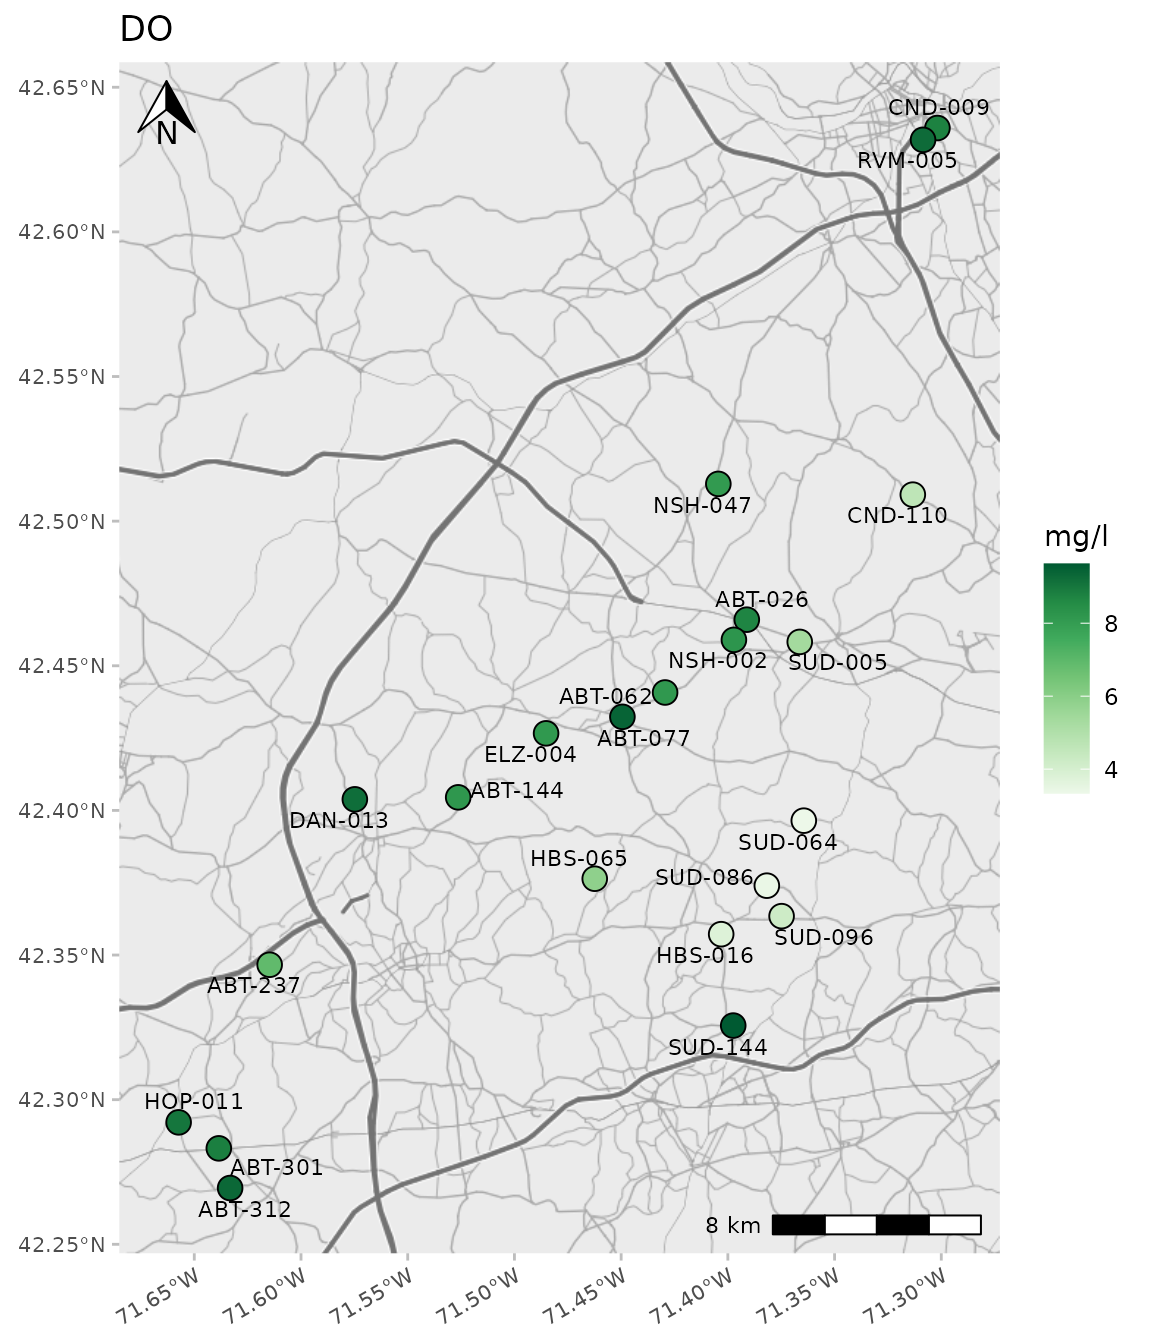 DO
42.65°N
N
CND-009
RVM-005
42.60°N
42.55°N
42.50°N
NSH-047
CND-110
mg/l
8
6
4
ABT-026
NSH-002
SUD-005
42.45°N
ABT-062
ABT-077
ELZ-004
ABT-144
DAN-013
42.40°N
SUD-064
HBS-065
SUD-086
SUD-096
HBS-016
42.35°N
ABT-237
SUD-144
42.30°N
HOP-011
ABT-301
ABT-312
8 km
42.25°N
71.65°W
71.60°W
71.55°W
71.50°W
71.45°W
71.40°W
71.35°W
71.30°W